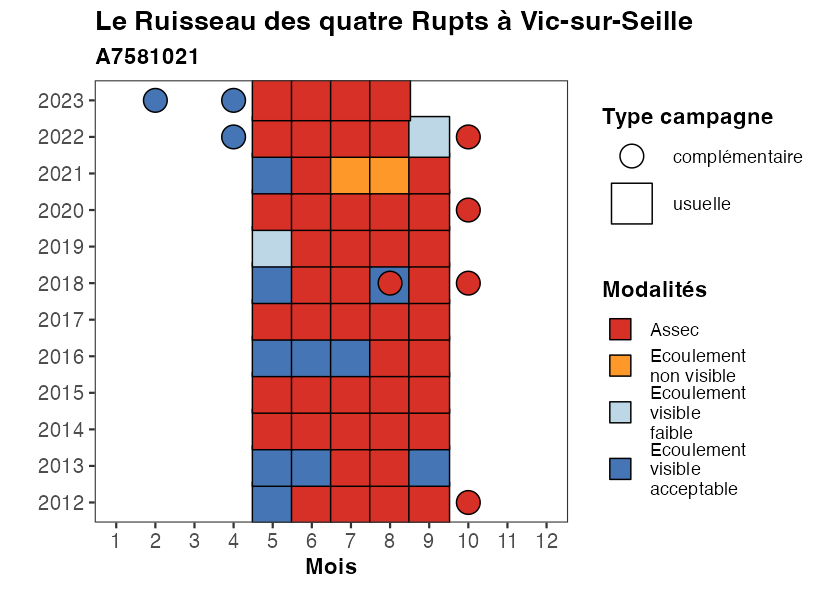 Le Ruisseau des quatre Rupts à Vic-sur-Seille
A7581021
2023
2022
2021
2020
2019
2018
2017
2016
2015
2014
2013
2012
1 2 3 4 5 6 7 8 9 10 11 12
Mois
Type campagne
complémentaire
usuelle
Modalités
Assec
Ecoulement
non visible
Ecoulement
visible
faible
Ecoulement
visible
acceptable